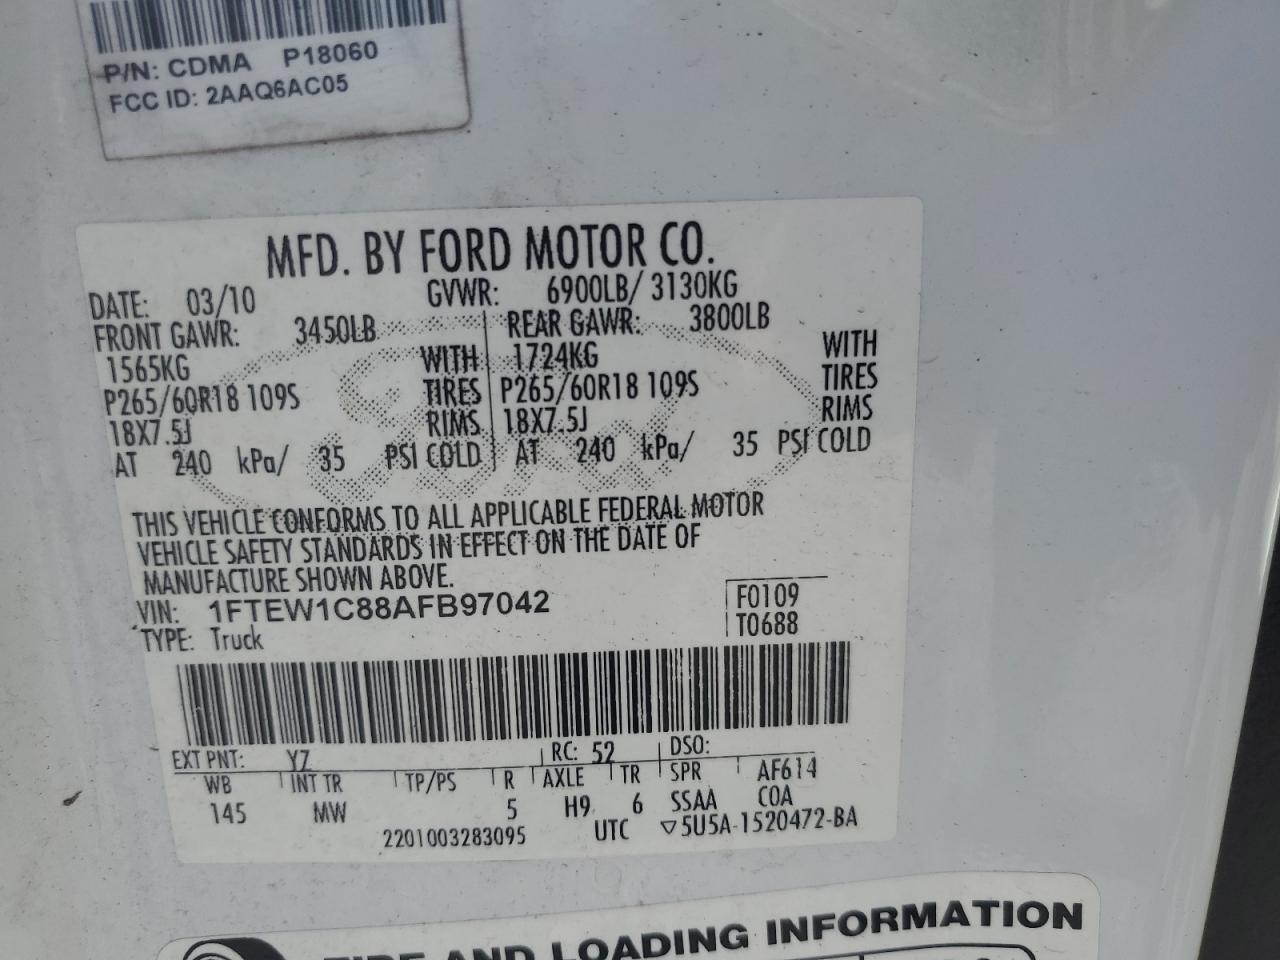 P/N: CDMA P18060
FCC ID: 2AAQ6AC05
MFD. BY FORD MOTOR CO.
DATE: 03/10 GVWR: 6900LB/ 3130KG
FRONT GAWR: 3450LB REAR GAWR: 3800LB
1565KG WITH 1724KG WITH
P265/60R18 109S TIRES P265/60R18 109S TIRES
18X7.5J RIMS 18X7.5J RIMS
AT 240 kPa/ 35 PSI COLD AT 240 kPa/ 35 PSI COLD
THIS VEHICLE CONFORMS TO ALL APPLICABLE FEDERAL MOTOR
VEHICLE SAFETY STANDARDS IN EFFECT ON THE DATE OF
MANUFACTURE SHOWN ABOVE.
VIN: 1FTEW1C88AFB97042 F0109
TYPE: Truck T0688
EXT PNT: YZ RC: 52 DSO:
WB INT TR TP/PS R AXLE TR SPR AF614
145 MW 5 H9 6 SSAA COA
2201003283095 UTC ▽5U5A-1520472-BA
TIRE AND LOADING INFORMATION